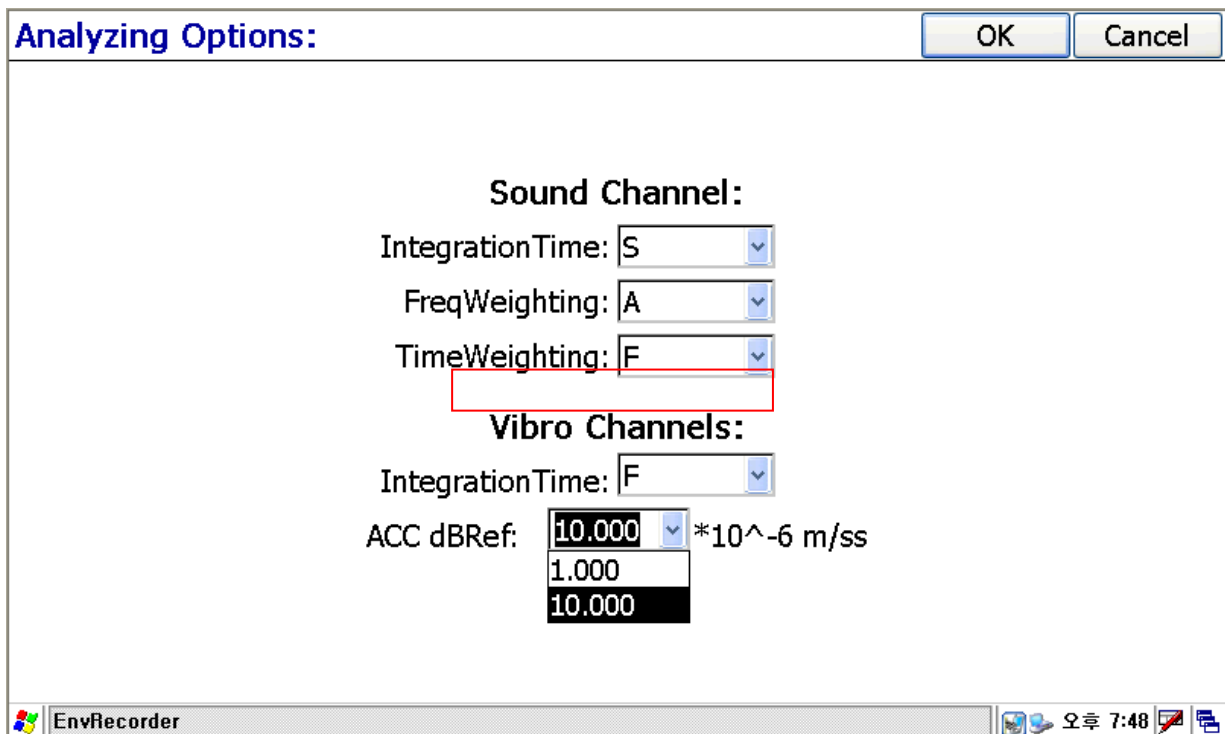 Analyzing Options:
OK
Cancel
Sound Channel:
IntegrationTime: S
FreqWeighting: A
TimeWeighting: F
Vibro Channels:
IntegrationTime: F
ACC dBRef: 10.000 *10^-6 m/ss
1.000
10.000
EnvRecorder
오후 7:48